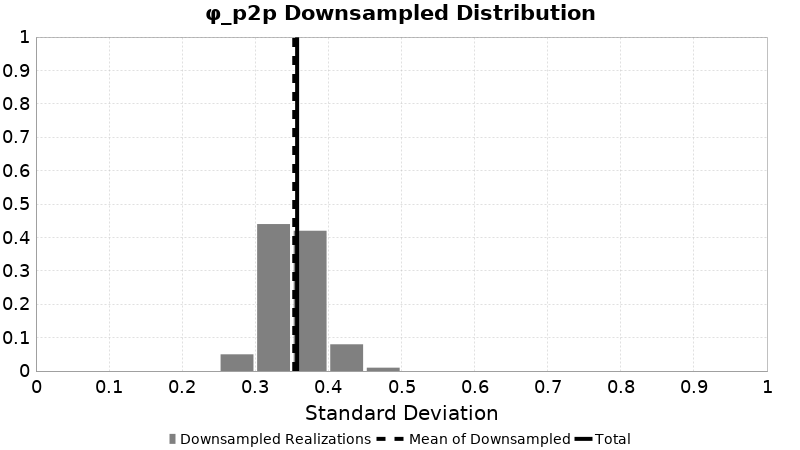 φ_p2p Downsampled Distribution
1
0.9
0.8
0.7
0.6
0.5
0.4
0.3
0.2
0.1
0
0 0.1 0.2 0.3 0.4 0.5 0.6 0.7 0.8 0.9 1
Standard Deviation
Downsampled Realizations Mean of Downsampled Total